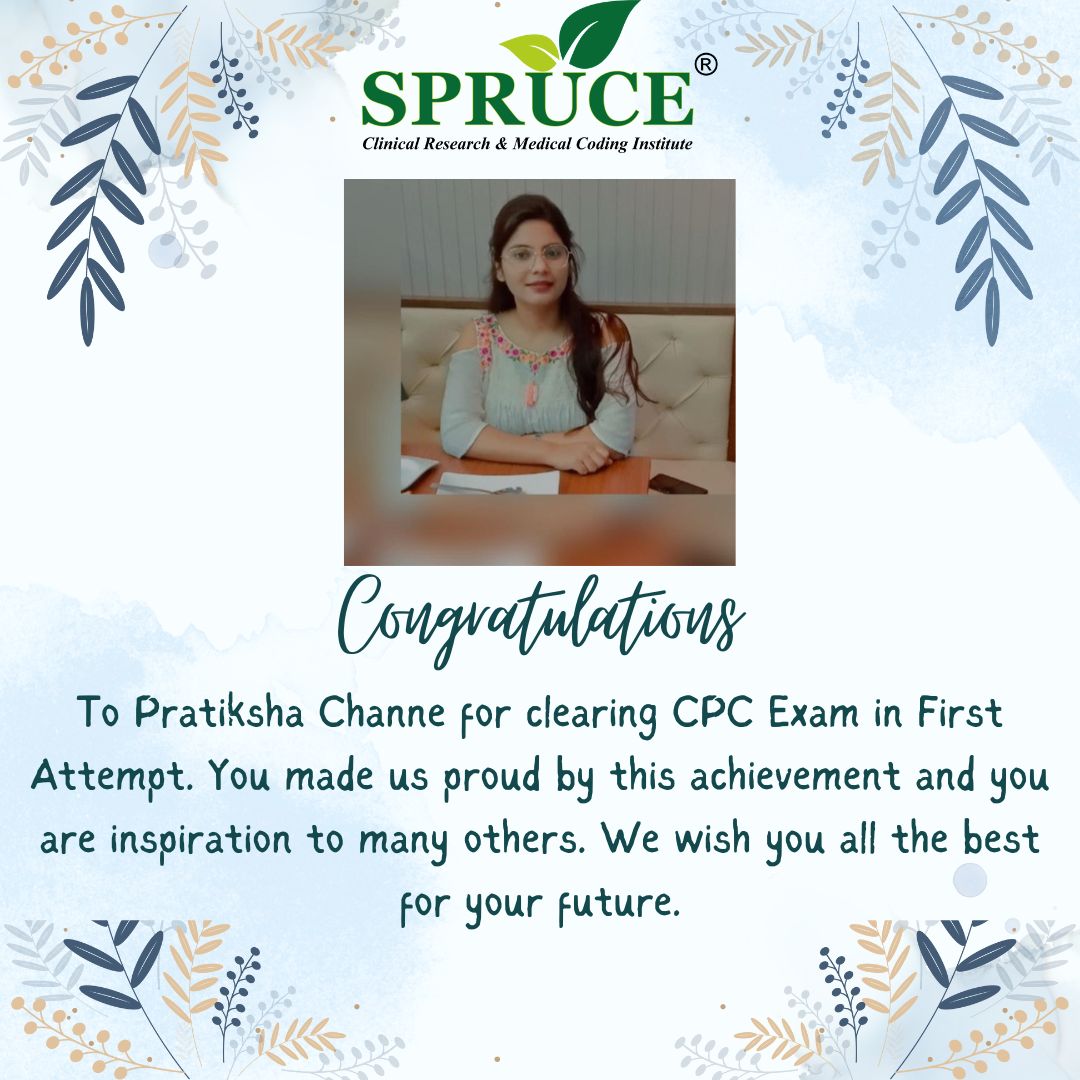 SPRUCE®
Clinical Research & Medical Coding Institute
Congratulations
To Pratiksha Channe for clearing CPC Exam in First
Attempt. You made us proud by this achievement and you
are inspiration to many others. We wish you all the best
for your future.